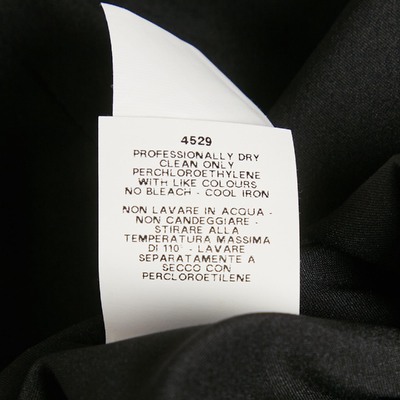 4529
PROFESSIONALLY DRY
CLEAN ONLY
PERCHLOROETHYLENE
WITH LIKE COLOURS
NO BLEACH - COOL IRON
NON LAVARE IN ACQUA -
NON CANDEGGIARE -
STIRARE ALLA
TEMPERATURA MASSIMA
DI 110° - LAVARE
SEPARATAMENTE A
SECCO CON
PERCLOROETILENE